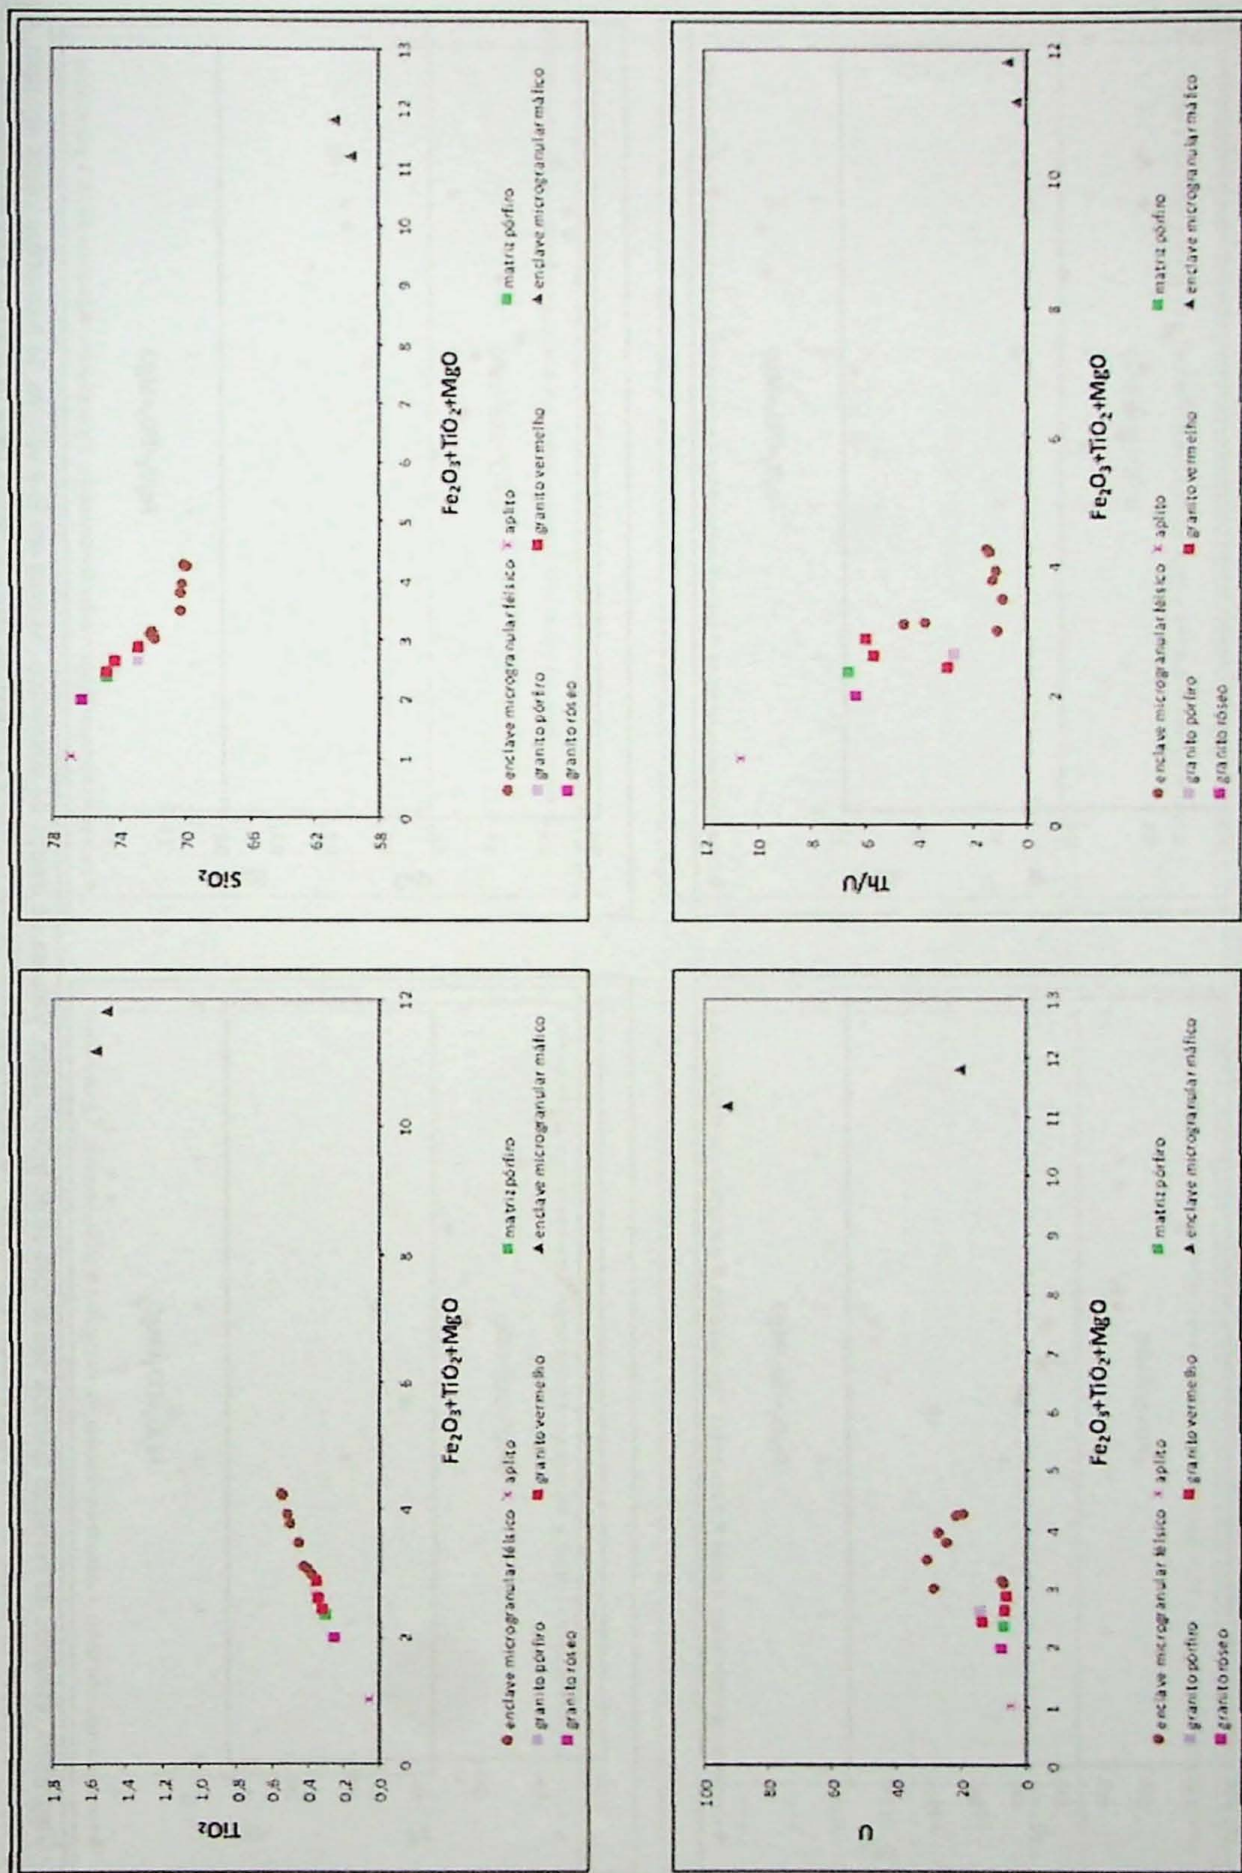 TiO₂
1,8
1,6
1,4
1,2
1,0
0,8
0,6
0,4
0,2
0,0
0 2 4 6 8 10 12
Fe₂O₃+TiO₂+MgO
enclave microgranular félsico aplito matriz pórfiro
granito pórfiro granito vermelho enclave microgranular máfico
granito róseo
SiO₂
78
74
70
66
62
58
0 1 2 3 4 5 6 7 8 9 10 11 12 13
Fe₂O₃+TiO₂+MgO
enclave microgranular félsico aplito matriz pórfiro
granito pórfiro granito vermelho enclave microgranular máfico
granito róseo
U
100
80
60
40
20
0
0 1 2 3 4 5 6 7 8 9 10 11 12 13
Fe₂O₃+TiO₂+MgO
enclave microgranular félsico aplito matriz pórfiro
granito pórfiro granito vermelho enclave microgranular máfico
granito róseo
Th/U
12
10
8
6
4
2
0
0 2 4 6 8 10 12
Fe₂O₃+TiO₂+MgO
enclave microgranular félsico aplito matriz pórfiro
granito pórfiro granito vermelho enclave microgranular máfico
granito róseo